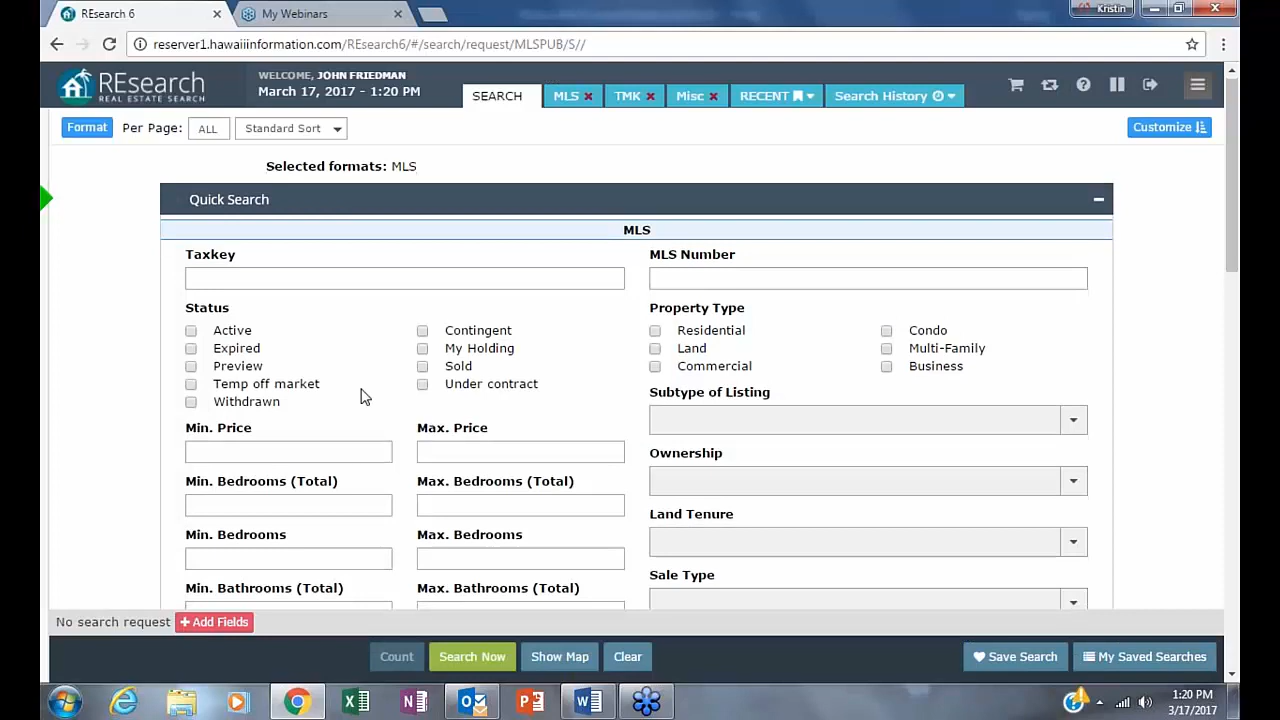 REsearch 6
My Webinars
Kristin
reserver1.hawaiiinformation.com/REsearch6/#/search/request/MLSPUB/S//
REsearch
REAL ESTATE SEARCH
WELCOME, JOHN FRIEDMAN
March 17, 2017 - 1:20 PM
SEARCH
MLS
TMK
Misc
RECENT
Search History
Format
Per Page:
ALL
Standard Sort
Customize
Selected formats: MLS
Quick Search
MLS
Taxkey
MLS Number
Status
Property Type
Active
Contingent
Residential
Condo
Expired
My Holding
Land
Multi-Family
Preview
Sold
Commercial
Business
Temp off market
Under contract
Withdrawn
Subtype of Listing
Min. Price
Max. Price
Ownership
Min. Bedrooms (Total)
Max. Bedrooms (Total)
Land Tenure
Min. Bedrooms
Max. Bedrooms
Sale Type
Min. Bathrooms (Total)
Max. Bathrooms (Total)
No search request
Add Fields
Count
Search Now
Show Map
Clear
Save Search
My Saved Searches
1:20 PM
3/17/2017